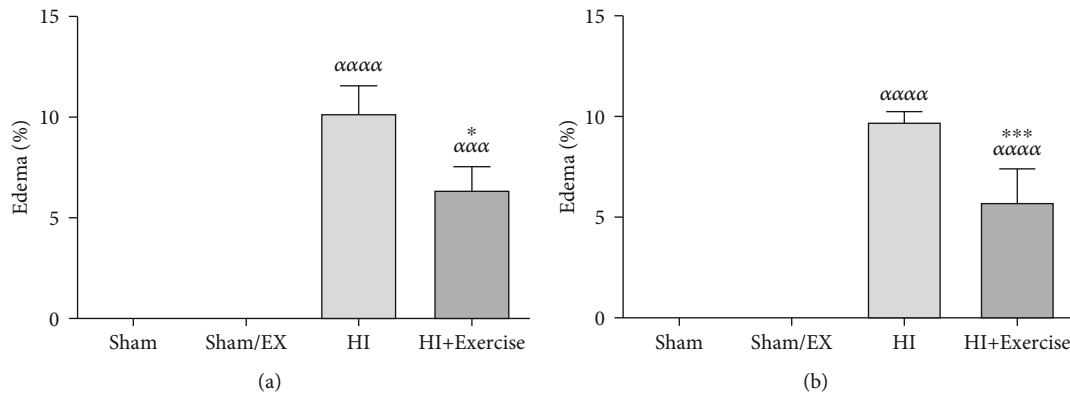 15
10
5
0
Edema (%)
αααα
*
ααα
Sham
Sham/EX
HI
HI+Exercise
(a)
15
10
5
0
Edema (%)
αααα
***
αααα
Sham
Sham/EX
HI
HI+Exercise
(b)